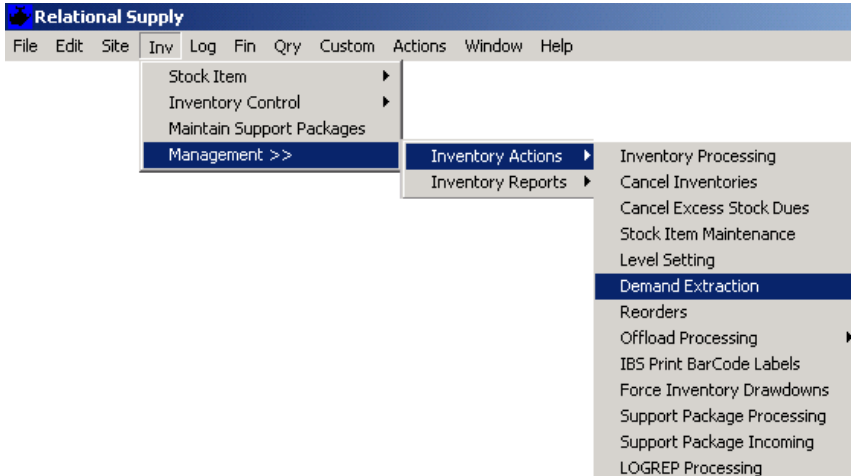 Relational Supply
File Edit Site Inv Log Fin Qry Custom Actions Window Help
Stock Item
Inventory Control
Maintain Support Packages
Management >>
Inventory Actions
Inventory Reports
Inventory Processing
Cancel Inventories
Cancel Excess Stock Dues
Stock Item Maintenance
Level Setting
Demand Extraction
Reorders
Offload Processing
IBS Print BarCode Labels
Force Inventory Drawdowns
Support Package Processing
Support Package Incoming
LOGREP Processing